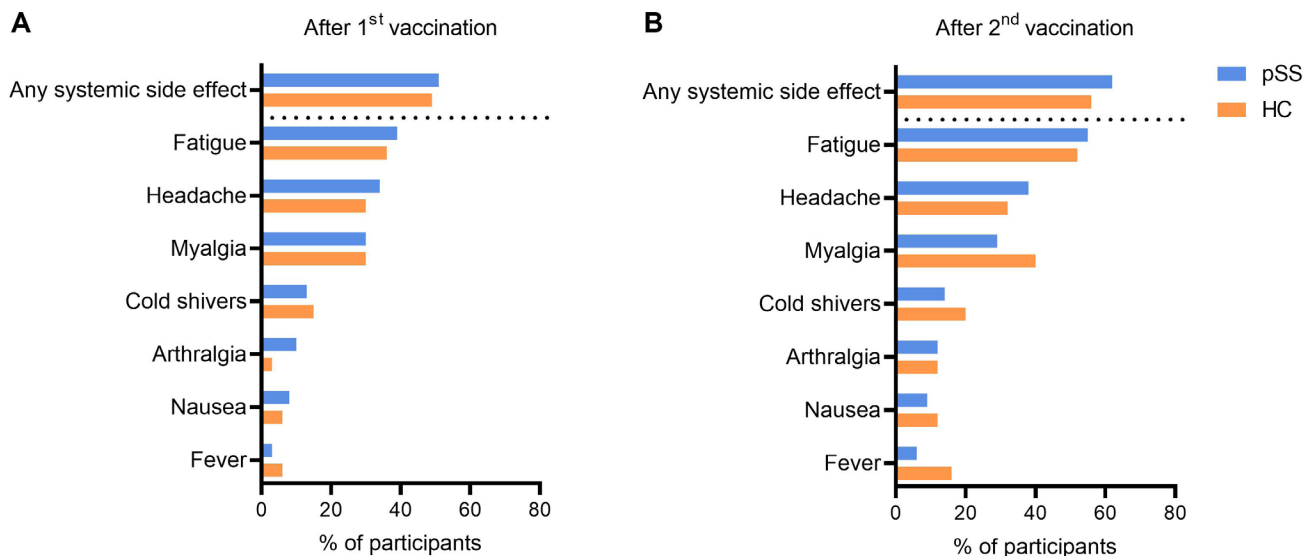 A
After 1st vaccination
Any systemic side effect
Fatigue
Headache
Myalgia
Cold shivers
Arthralgia
Nausea
Fever
0 20 40 60 80
% of participants
B
After 2nd vaccination
Any systemic side effect
Fatigue
Headache
Myalgia
Cold shivers
Arthralgia
Nausea
Fever
0 20 40 60 80
% of participants
pSS
HC